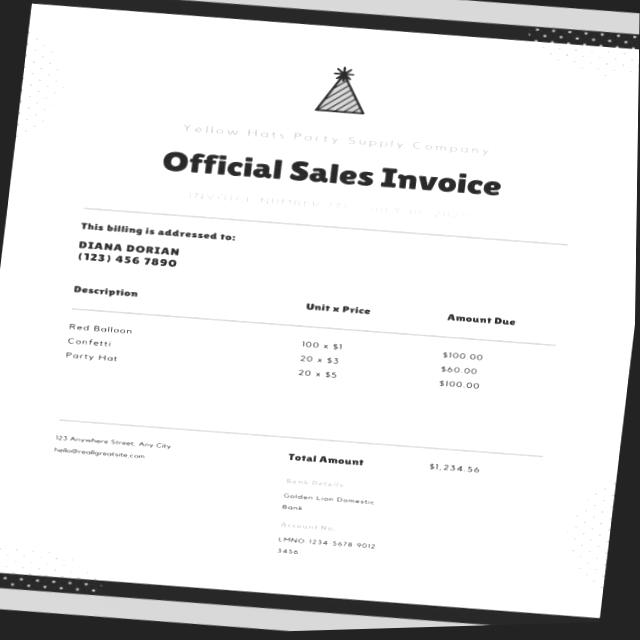 Yellow Hats Party Supply Company
Official Sales Invoice
INVOICE NUMBER
This billing is addressed to:
DIANA DORIAN
(123) 456 7890
Description Unit x Price Amount Due
Red Balloon 100 x $1 $100.00
Confetti 20 x $3 $60.00
Party Hat 20 x $5 $100.00
123 Anywhere Street, Any City
hello@reallygreatsite.com
Total Amount $1,234.56
Bank Details
Golden Lion Domestic
Bank
Account No.
LMNO 1234 5678 9012
3456